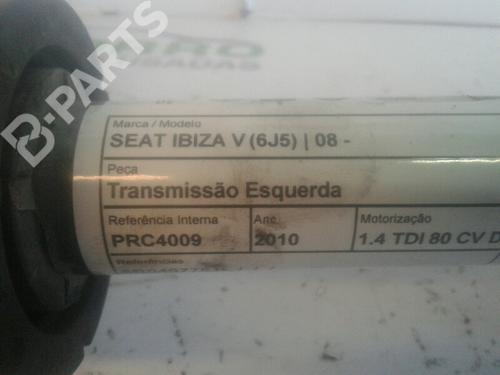 B-PARTS
Marca / Modelo
SEAT IBIZA V (6J5) | 08 -
Peça
Transmissão Esquerda
Referência Interna
Ano
Motorização
PRC4009
2010
1.4 TDI 80 CV D
Referências